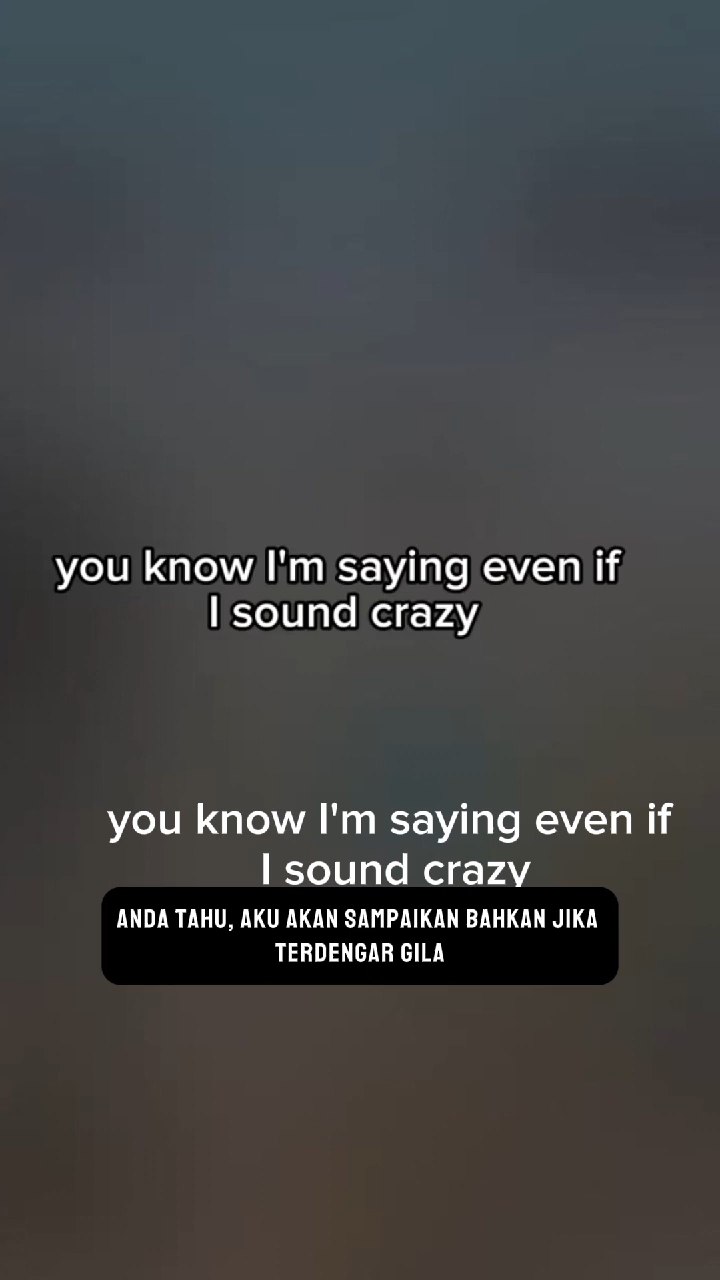 you know I'm saying even if
I sound crazy
you know I'm saying even if
I sound crazy
ANDA TAHU, AKU AKAN SAMPAIKAN BAHKAN JIKA
TERDENGAR GILA